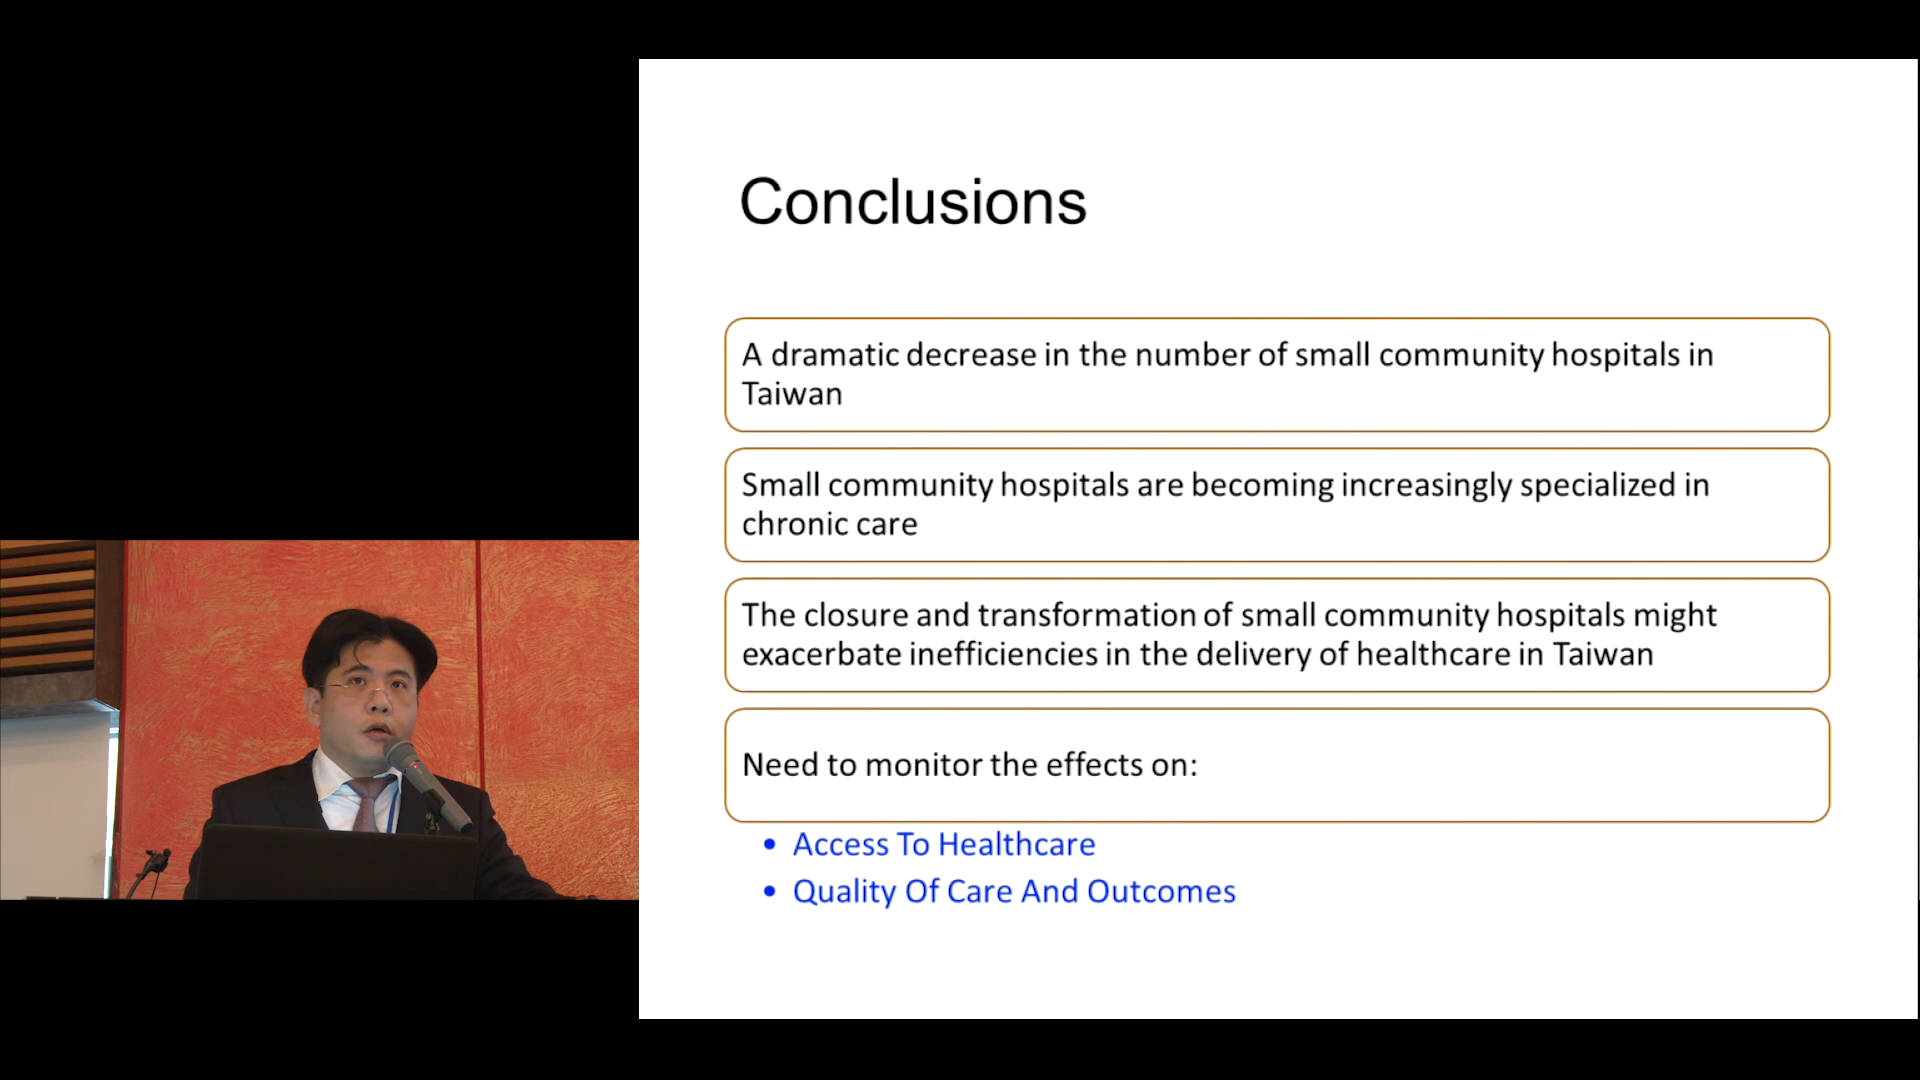 Conclusions
A dramatic decrease in the number of small community hospitals in
Taiwan
Small community hospitals are becoming increasingly specialized in
chronic care
The closure and transformation of small community hospitals might
exacerbate inefficiencies in the delivery of healthcare in Taiwan
Need to monitor the effects on:
• Access To Healthcare
• Quality Of Care And Outcomes